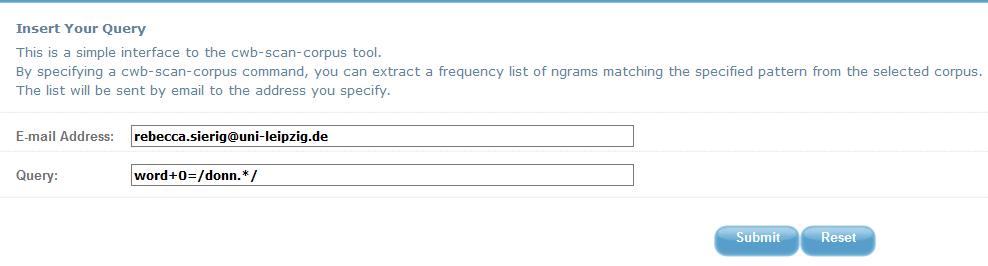 Insert Your Query
This is a simple interface to the cwb-scan-corpus tool.
By specifying a cwb-scan-corpus command, you can extract a frequency list of ngrams matching the specified pattern from the selected corpus.
The list will be sent by email to the address you specify.
E-mail Address: rebecca.sierig@uni-leipzig.de
Query: word+0=/donn.*/
Submit Reset